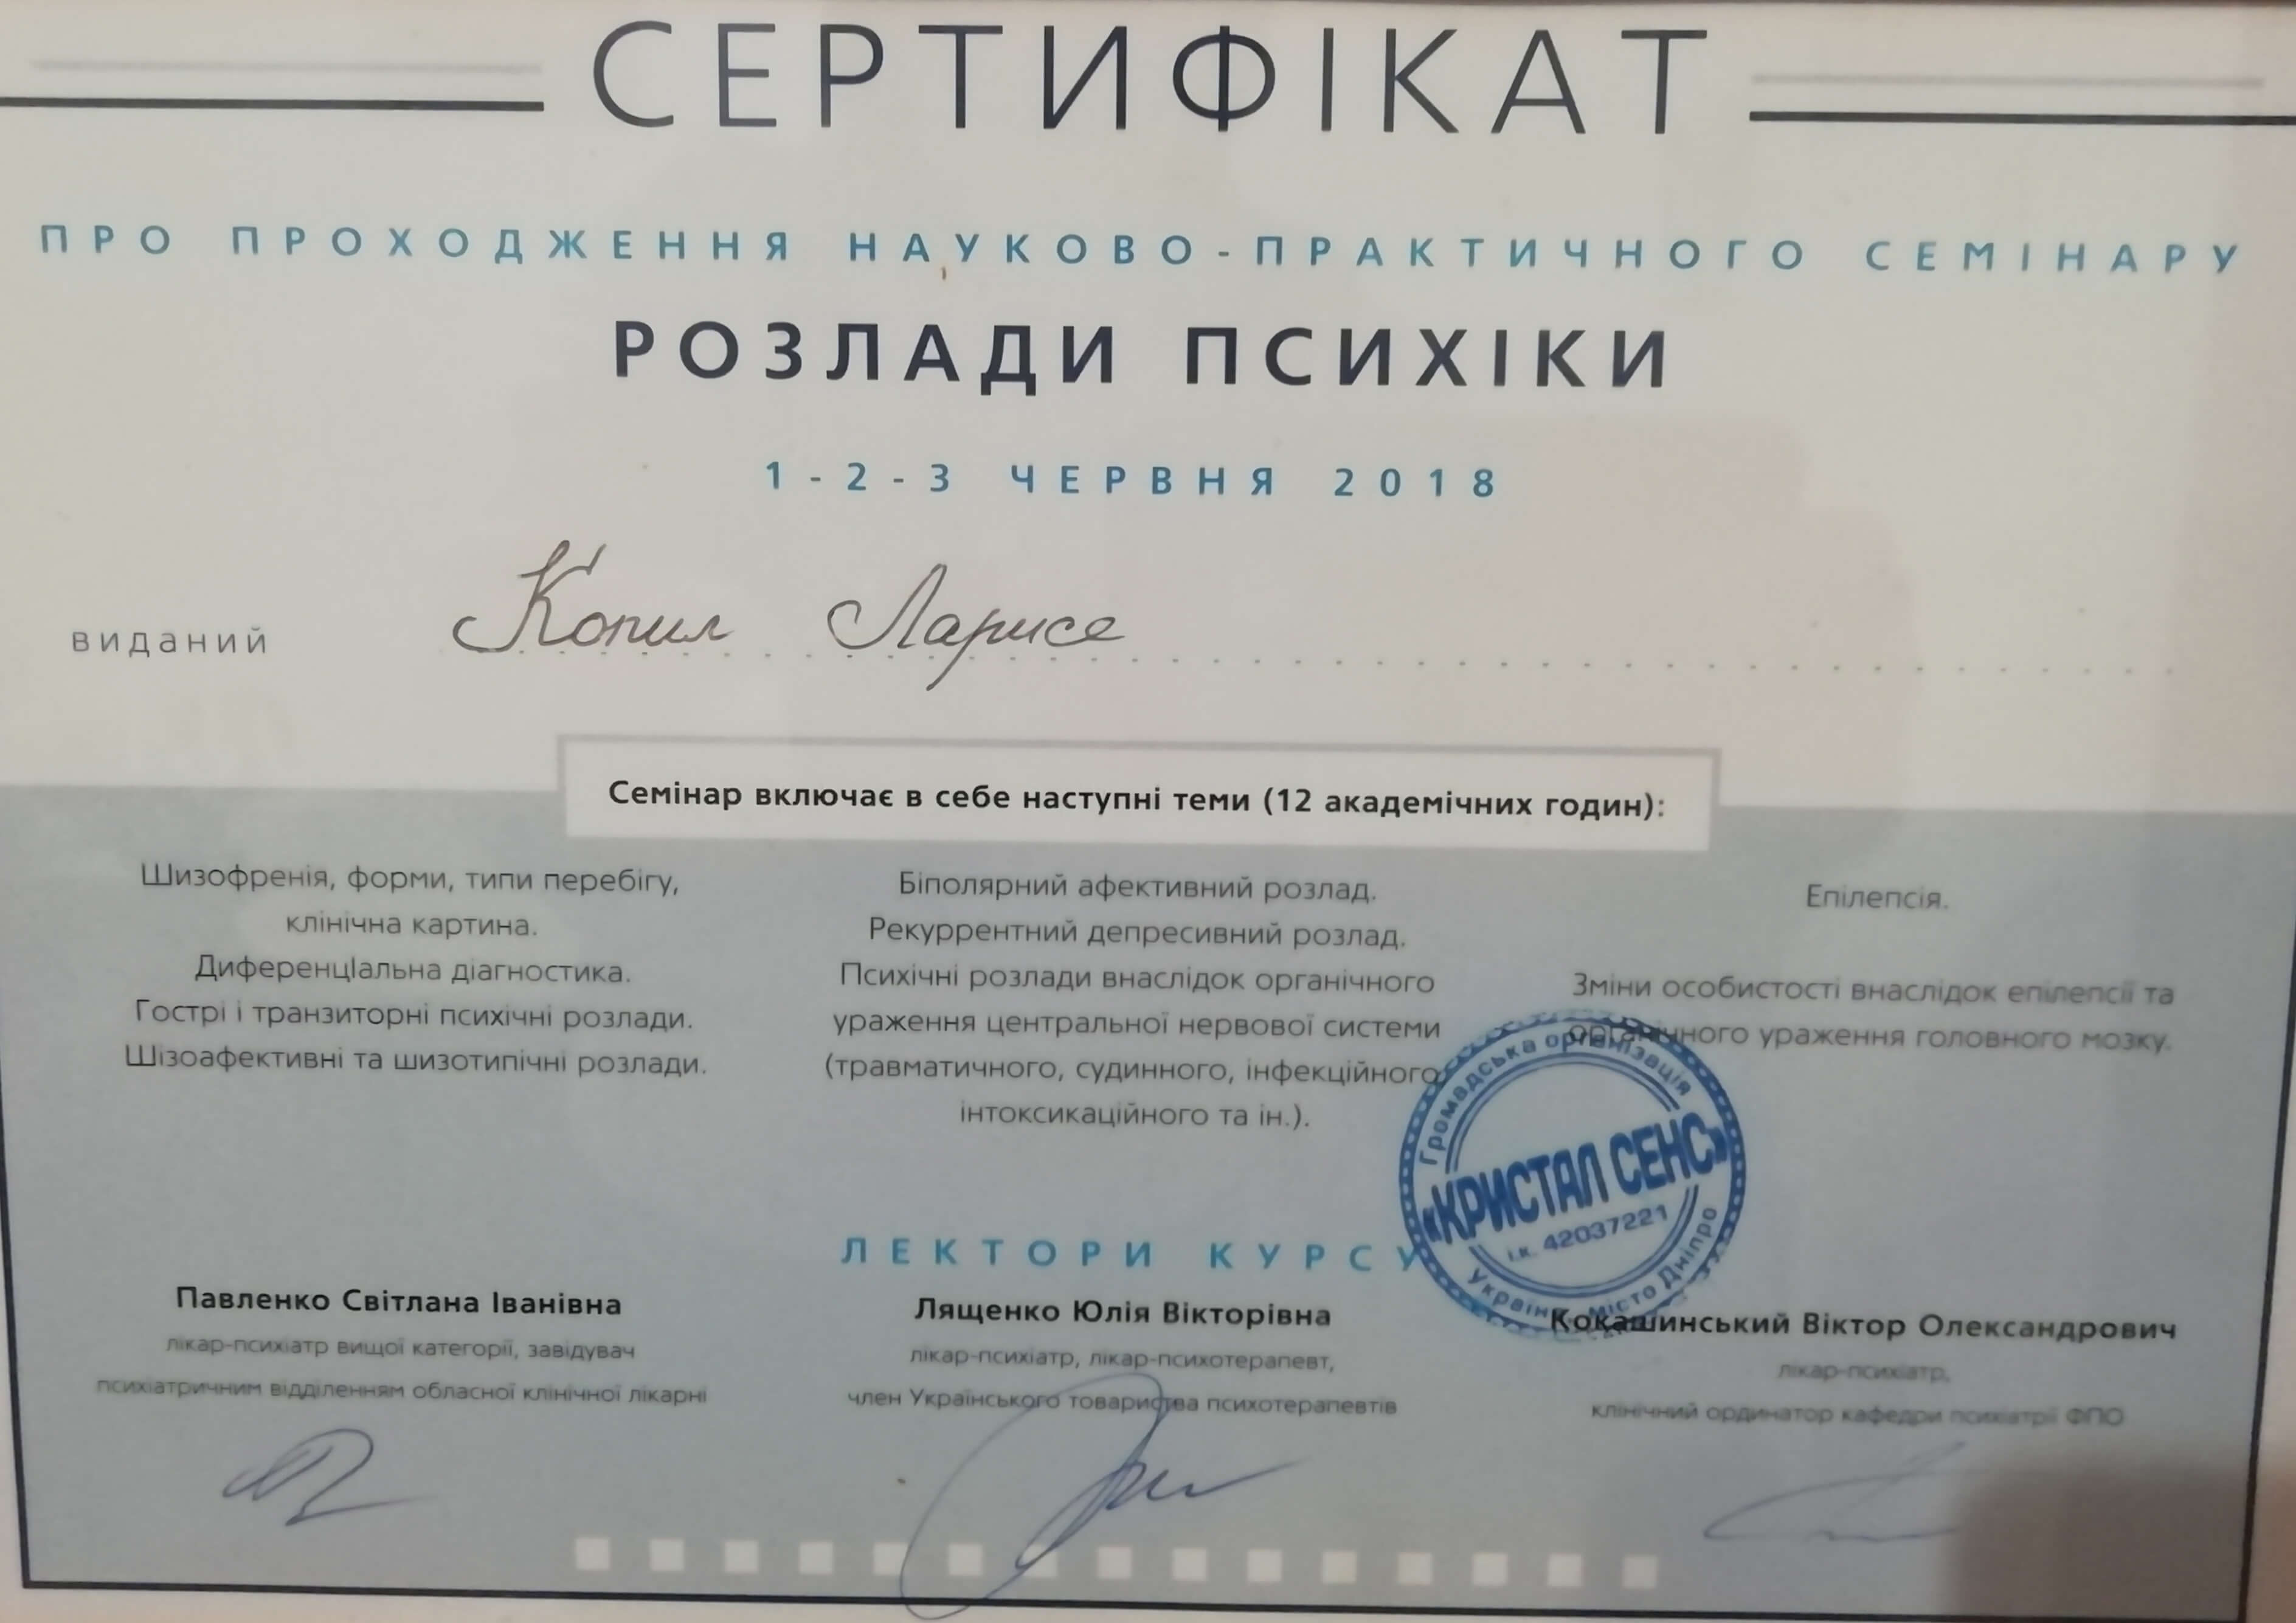 СЕРТИФІКАТ
ПРО ПРОХОДЖЕННЯ НАУКОВО-ПРАКТИЧНОГО СЕМІНАРУ
РОЗЛАДИ ПСИХІКИ
1-2-3 ЧЕРВНЯ 2018
виданий Копил Ларисе
Семінар включає в себе наступні теми (12 академічних годин):
Шизофренія, форми, типи перебігу,
клінічна картина.
ДиференцІальна діагностика.
Гострі і транзиторні психічні розлади.
Шізоафективні та шизотипічні розлади.
Біполярний афективний розлад.
Рекуррентний депресивний розлад.
Психічні розлади внаслідок органічного
ураження центральної нервової системи
(травматичного, судинного, інфекційного
інтоксикаційного та ін.).
Епілепсія.
Зміни особистості внаслідок епілепсії та
органічного ураження головного мозку.
Громадська організація
«КРИСТАЛ СЕНС»
і.к. 42037221
Україна місто Дніпро
ЛЕКТОРИ КУРСУ
Павленко Світлана Іванівна
лікар-психіатр вищої категорії, завідувач
психіатричним відділенням обласної клінічної лікарні
Лященко Юлія Вікторівна
лікар-психіатр, лікар-психотерапевт,
член Українського товариства психотерапевтів
Кокашинський Віктор Олександрович
лікар-психіатр,
клінічний ординатор кафедри психіатрії ФПО